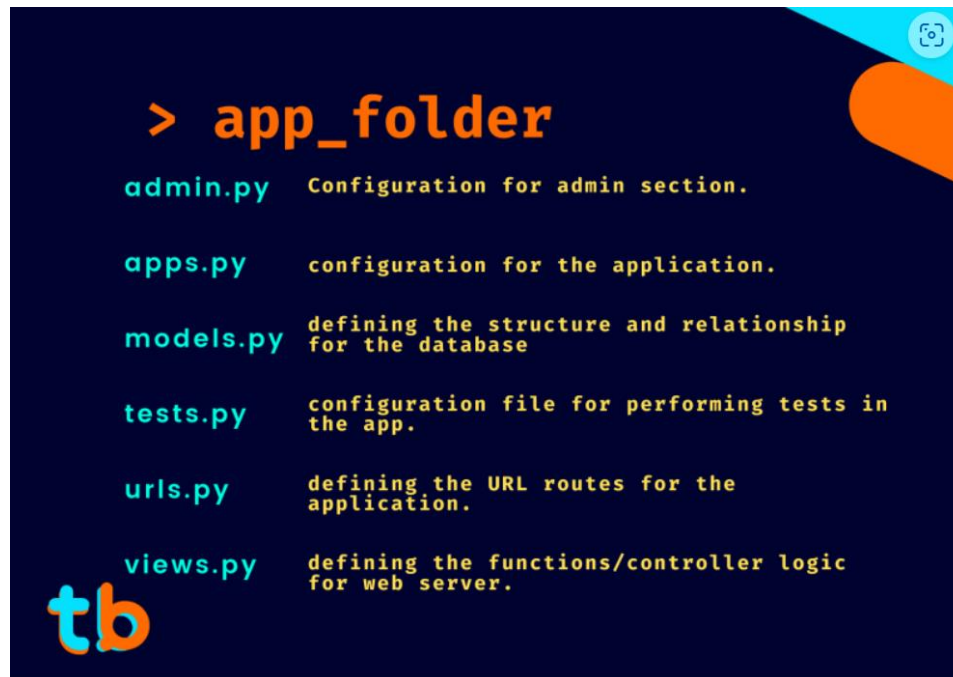 > app_folder
admin.py Configuration for admin section.
apps.py configuration for the application.
models.py defining the structure and relationship
for the database
tests.py configuration file for performing tests in
the app.
urls.py defining the URL routes for the
application.
views.py defining the functions/controller logic
for web server.
tb